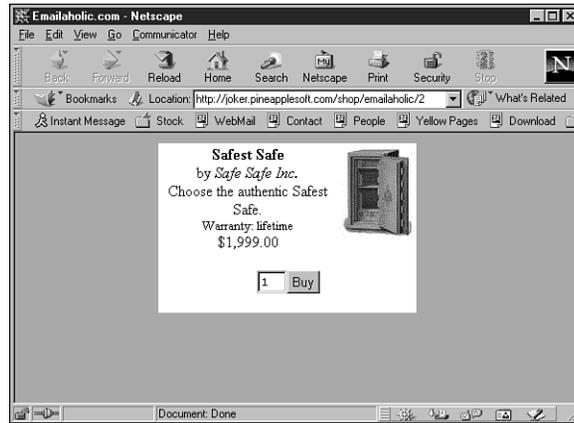 Emailaholic.com - Netscape
File Edit View Go Communicator Help
Back Forward Reload Home Search Netscape Print Security Stop
N
Bookmarks Location: http://joker.pineapplesoft.com/shop/emailaholic/2 What's Related
Instant Message Stock WebMail Contact People Yellow Pages Download
Safest Safe
by Safe Safe Inc.
Choose the authentic Safest
Safe.
Warranty: lifetime
$1,999.00
1 Buy
Document: Done